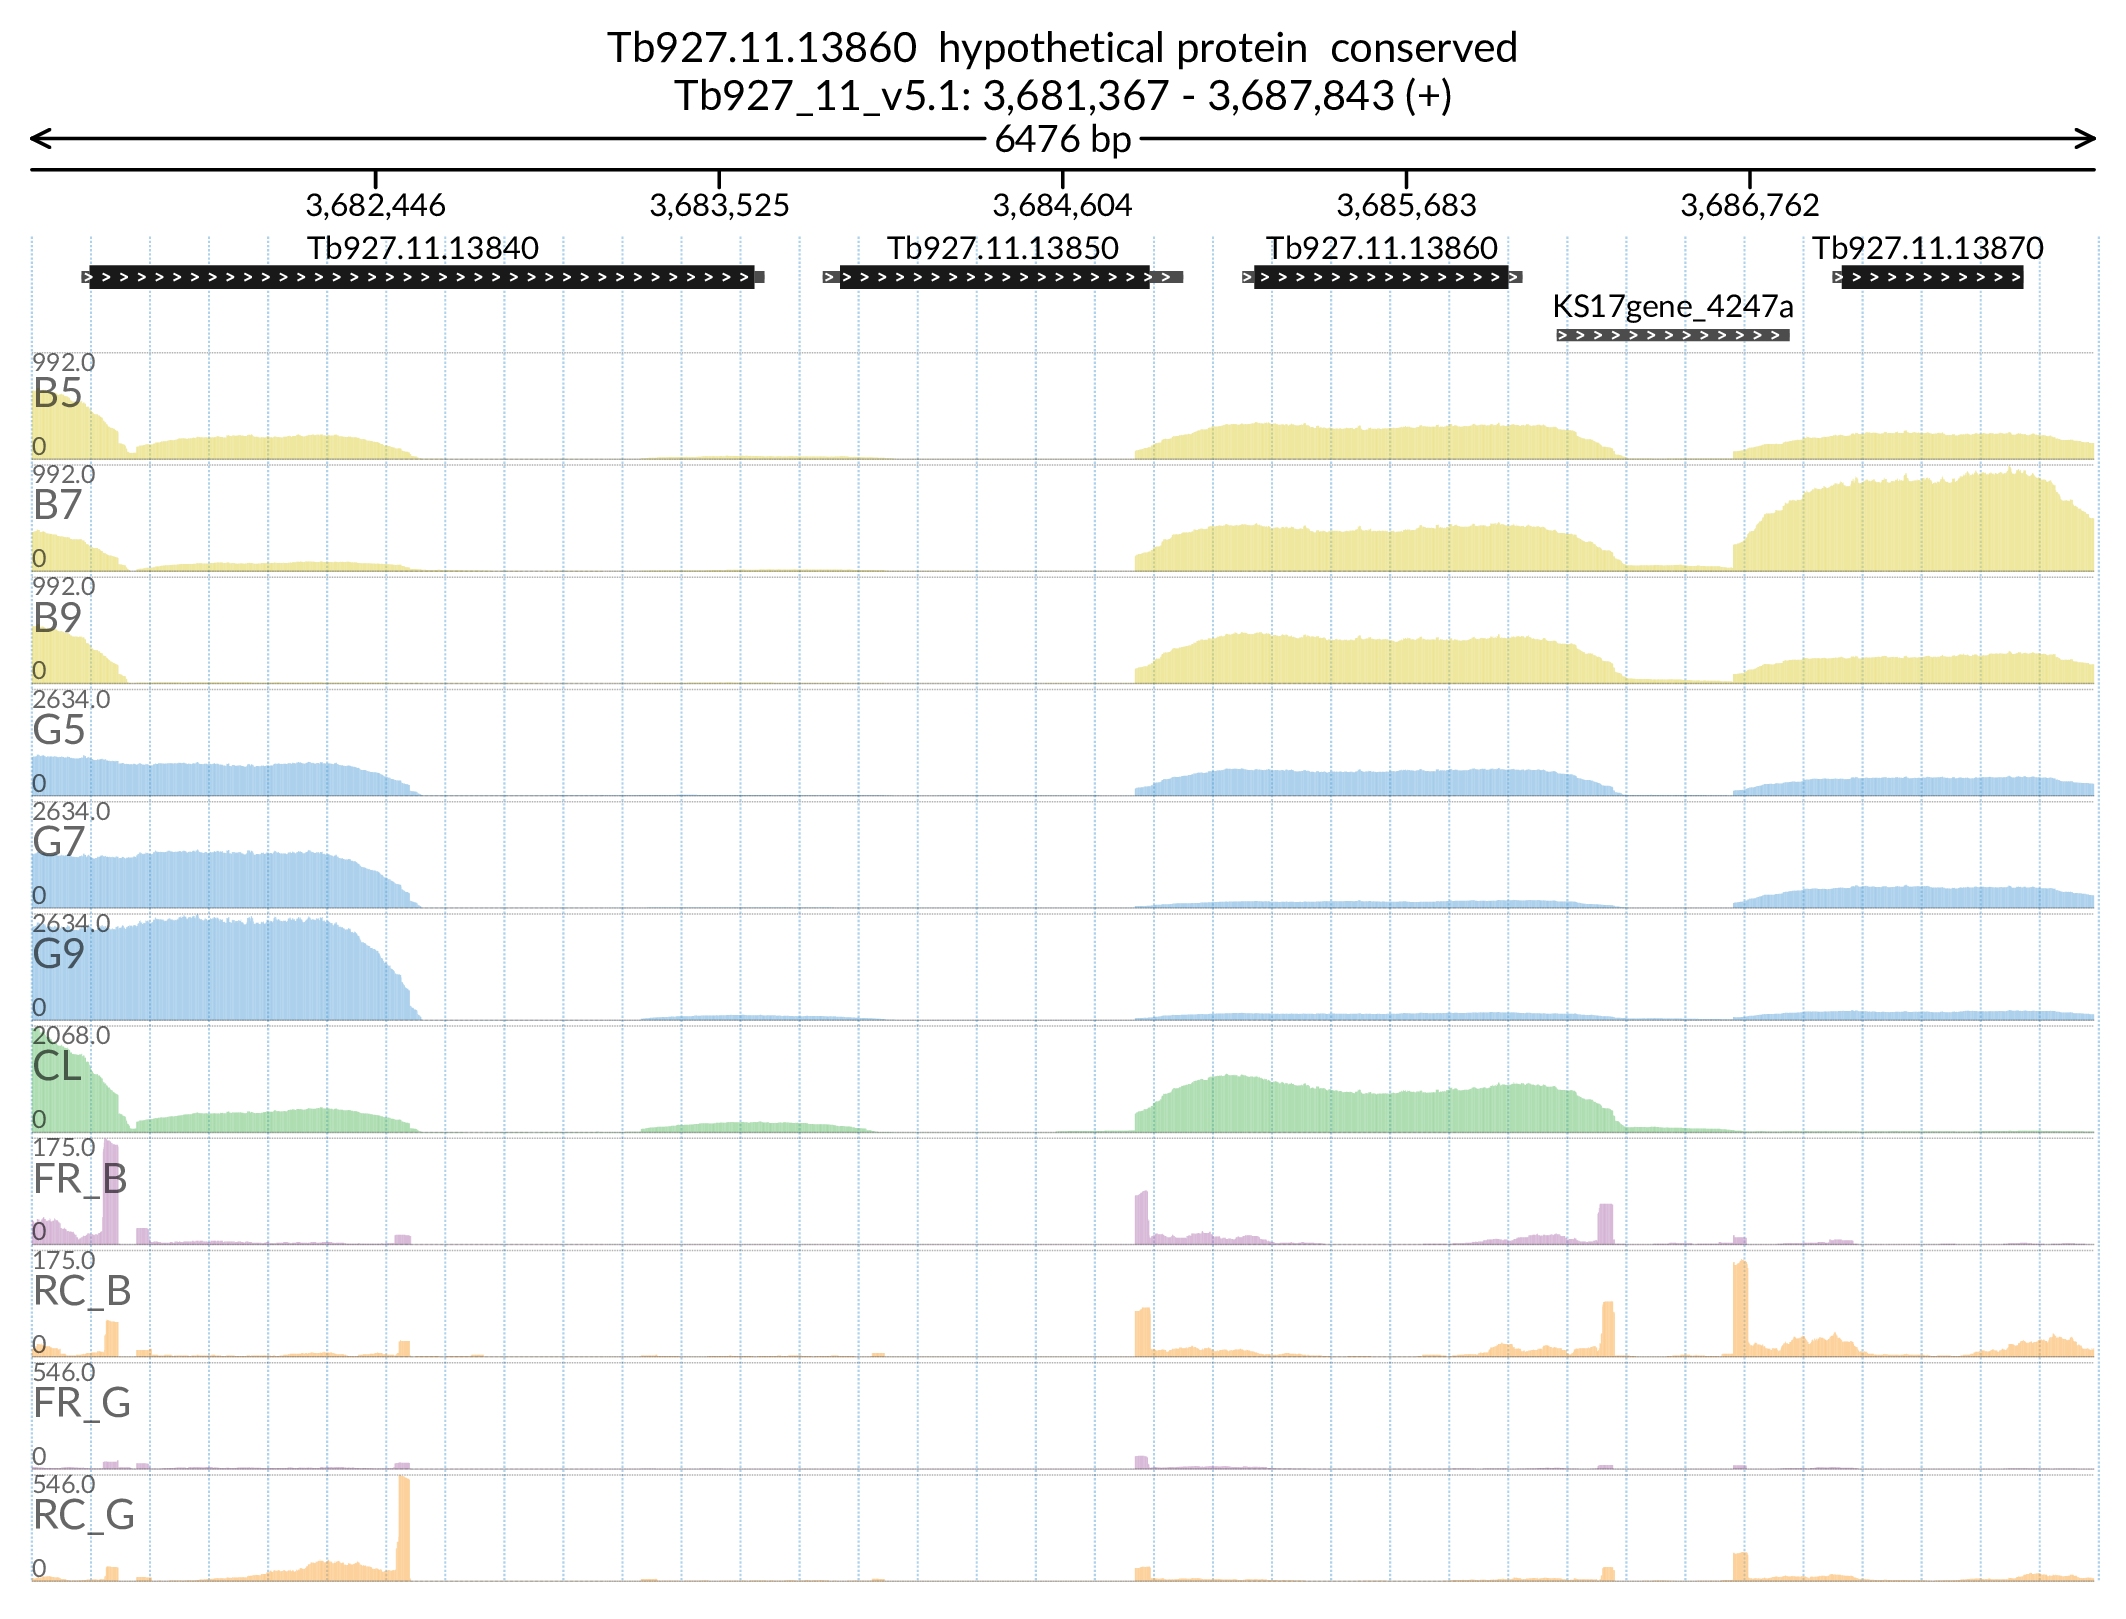 Tb927.11.13860 hypothetical protein conserved
Tb927_11_v5.1: 3,681,367 - 3,687,843 (+)
6476 bp
3,682,446 3,683,525 3,684,604 3,685,683 3,686,762
Tb927.11.13840 Tb927.11.13850 Tb927.11.13860 Tb927.11.13870
KS17gene_4247a
992.0
B5
0
992.0
B7
0
992.0
B9
0
2634.0
G5
0
2634.0
G7
0
2634.0
G9
0
2068.0
CL
0
175.0
FR_B
0
175.0
RC_B
0
546.0
FR_G
0
546.0
RC_G
0